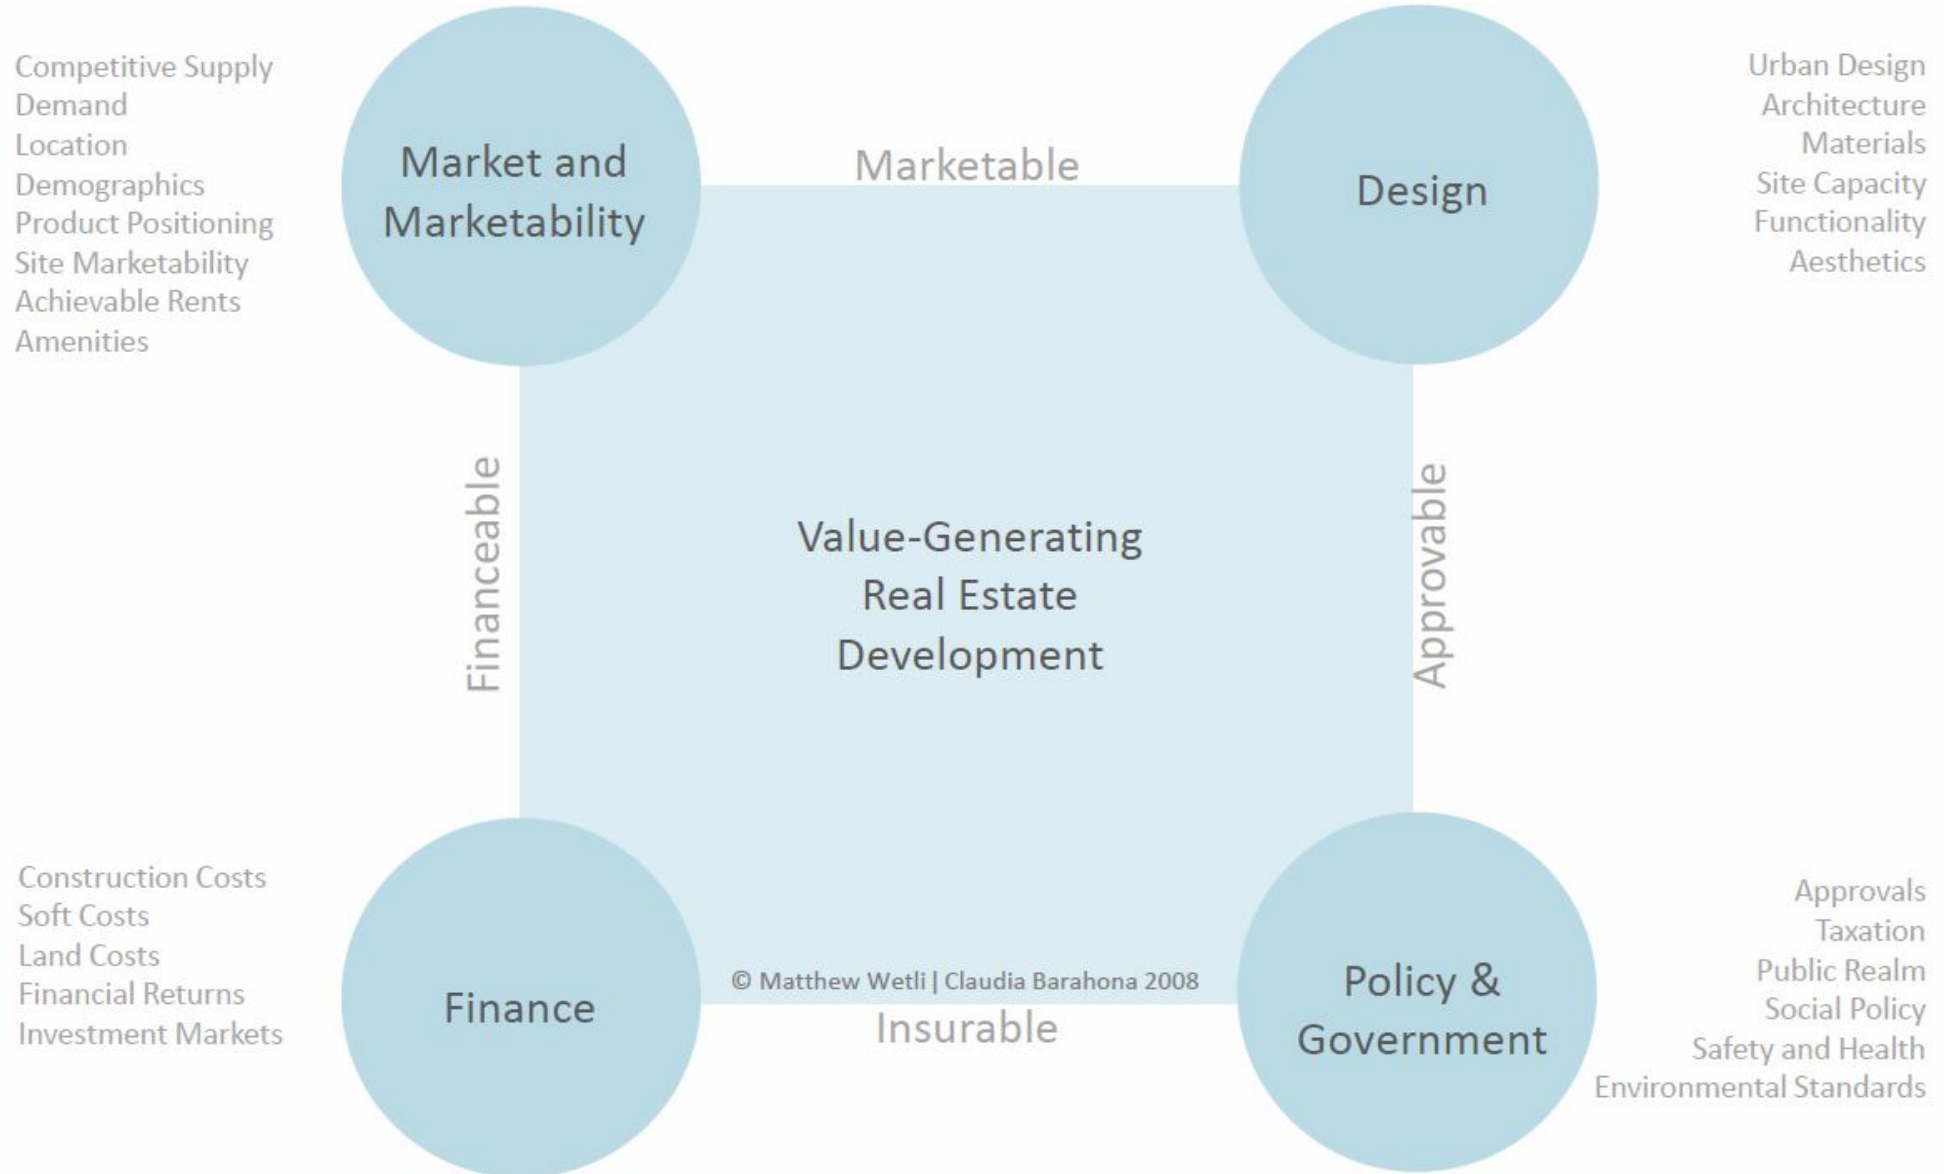 Competitive Supply
Demand
Location
Demographics
Product Positioning
Site Marketability
Achievable Rents
Amenities
Market and
Marketability
Marketable
Design
Urban Design
Architecture
Materials
Site Capacity
Functionality
Aesthetics
Financeable
Value-Generating
Real Estate
Development
Approvable
Construction Costs
Soft Costs
Land Costs
Financial Returns
Investment Markets
Finance
© Matthew Wetli | Claudia Barahona 2008
Insurable
Policy &
Government
Approvals
Taxation
Public Realm
Social Policy
Safety and Health
Environmental Standards